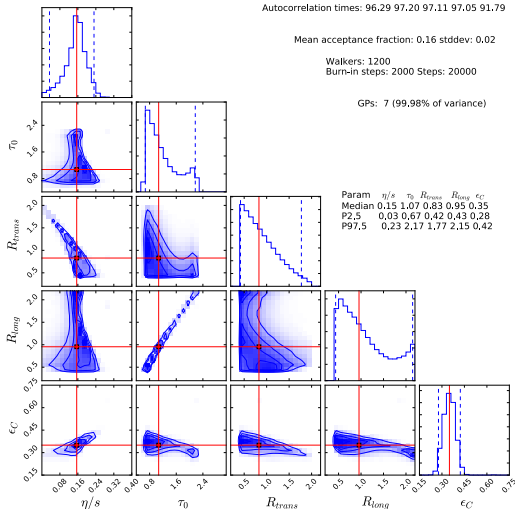 Autocorrelation times: 96.29 97.20 97.11 97.05 91.79
Mean acceptance fraction: 0.16 stddev: 0.02
Walkers: 1200
Burn-in steps: 2000 Steps: 20000
GPs: 7 (99.98% of variance)
τ0
2.4
1.6
0.8
Param η/s τ0 Rtrans Rlong ϵC
Median 0.15 1.07 0.83 0.95 0.35
P2,5 0,03 0,67 0,42 0,43 0,28
P97,5 0,23 2,17 1,77 2,15 0,42
Rtrans
2.0
1.5
1.0
0.5
Rlong
2.0
1.5
1.0
0.5
ϵC
0.75
0.60
0.45
0.30
0.15
0.08 0.16 0.24 0.32 0.40
0.8 1.6 2.4
0.5 1.0 1.5 2.0
0.5 1.0 1.5 2.0
0.15 0.30 0.45 0.60 0.75
η/s τ0 Rtrans Rlong ϵC